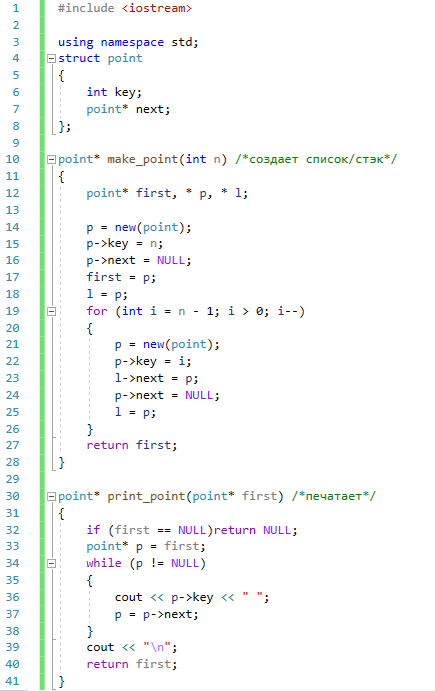 1 #include <iostream>
2
3 using namespace std;
4 struct point
5 {
6     int key;
7     point* next;
8 };
9
10 point* make_point(int n) /*создает список/стэк*/
11 {
12     point* first, * p, * l;
13
14     p = new(point);
15     p->key = n;
16     p->next = NULL;
17     first = p;
18     l = p;
19     for (int i = n - 1; i > 0; i--)
20     {
21         p = new(point);
22         p->key = i;
23         l->next = p;
24         p->next = NULL;
25         l = p;
26     }
27     return first;
28 }
29
30 point* print_point(point* first) /*печатает*/
31 {
32     if (first == NULL)return NULL;
33     point* p = first;
34     while (p != NULL)
35     {
36         cout << p->key << " ";
37         p = p->next;
38     }
39     cout << "\n";
40     return first;
41 }